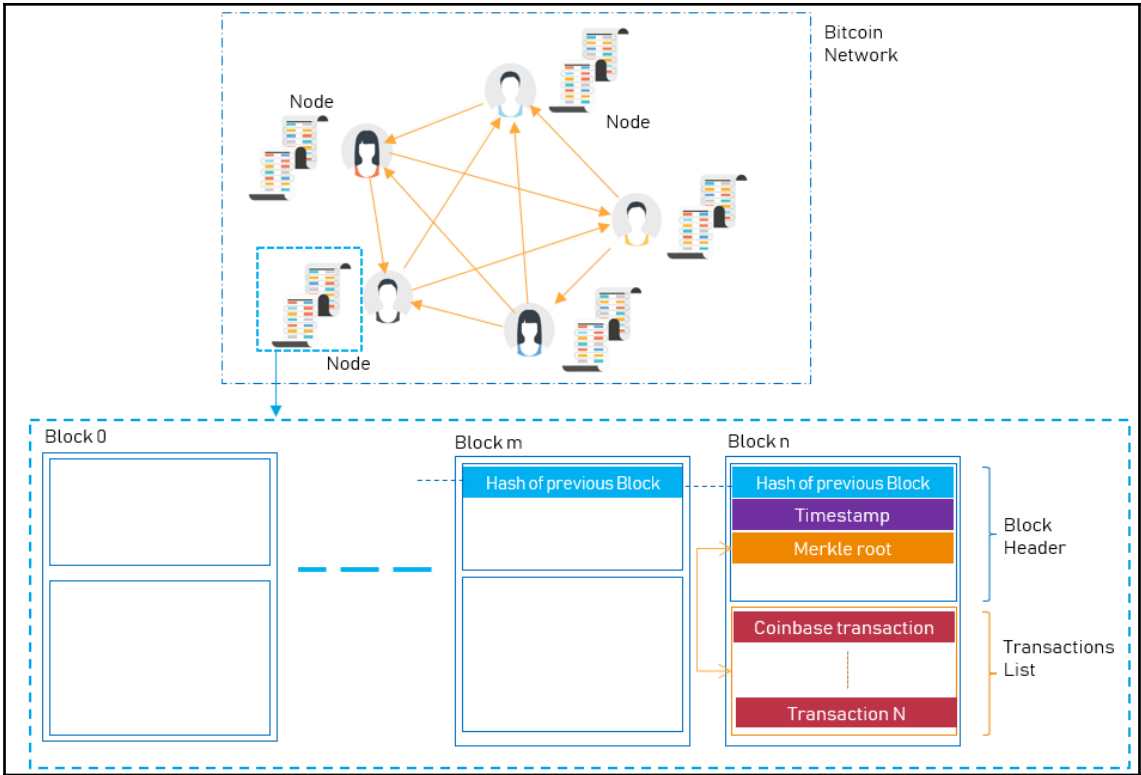 Bitcoin
Network
Node
Node
Node
Block 0
Block m
Block n
Hash of previous Block
Hash of previous Block
Timestamp
Merkle root
Block
Header
Coinbase transaction
Transactions
List
Transaction N